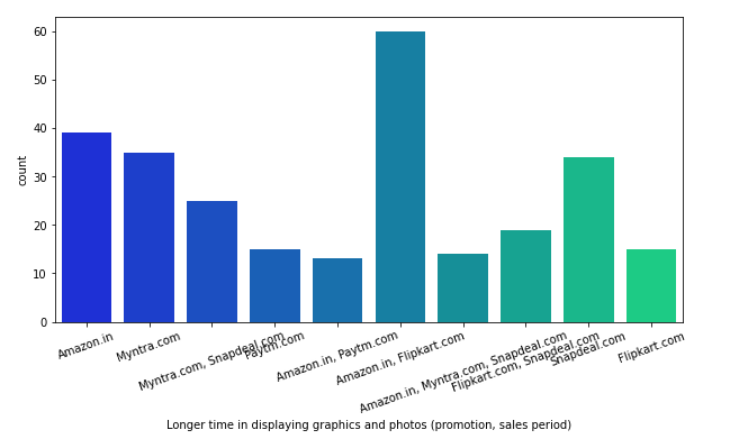 60
50
40
30
20
10
0
count
Amazon.in
Myntra.com
Myntra.com, Snapdeal.com
Paytm.com
Amazon.in, Paytm.com
Amazon.in, Flipkart.com
Amazon.in, Myntra.com, Snapdeal.com
Flipkart.com, Snapdeal.com
Snapdeal.com
Flipkart.com
Longer time in displaying graphics and photos (promotion, sales period)